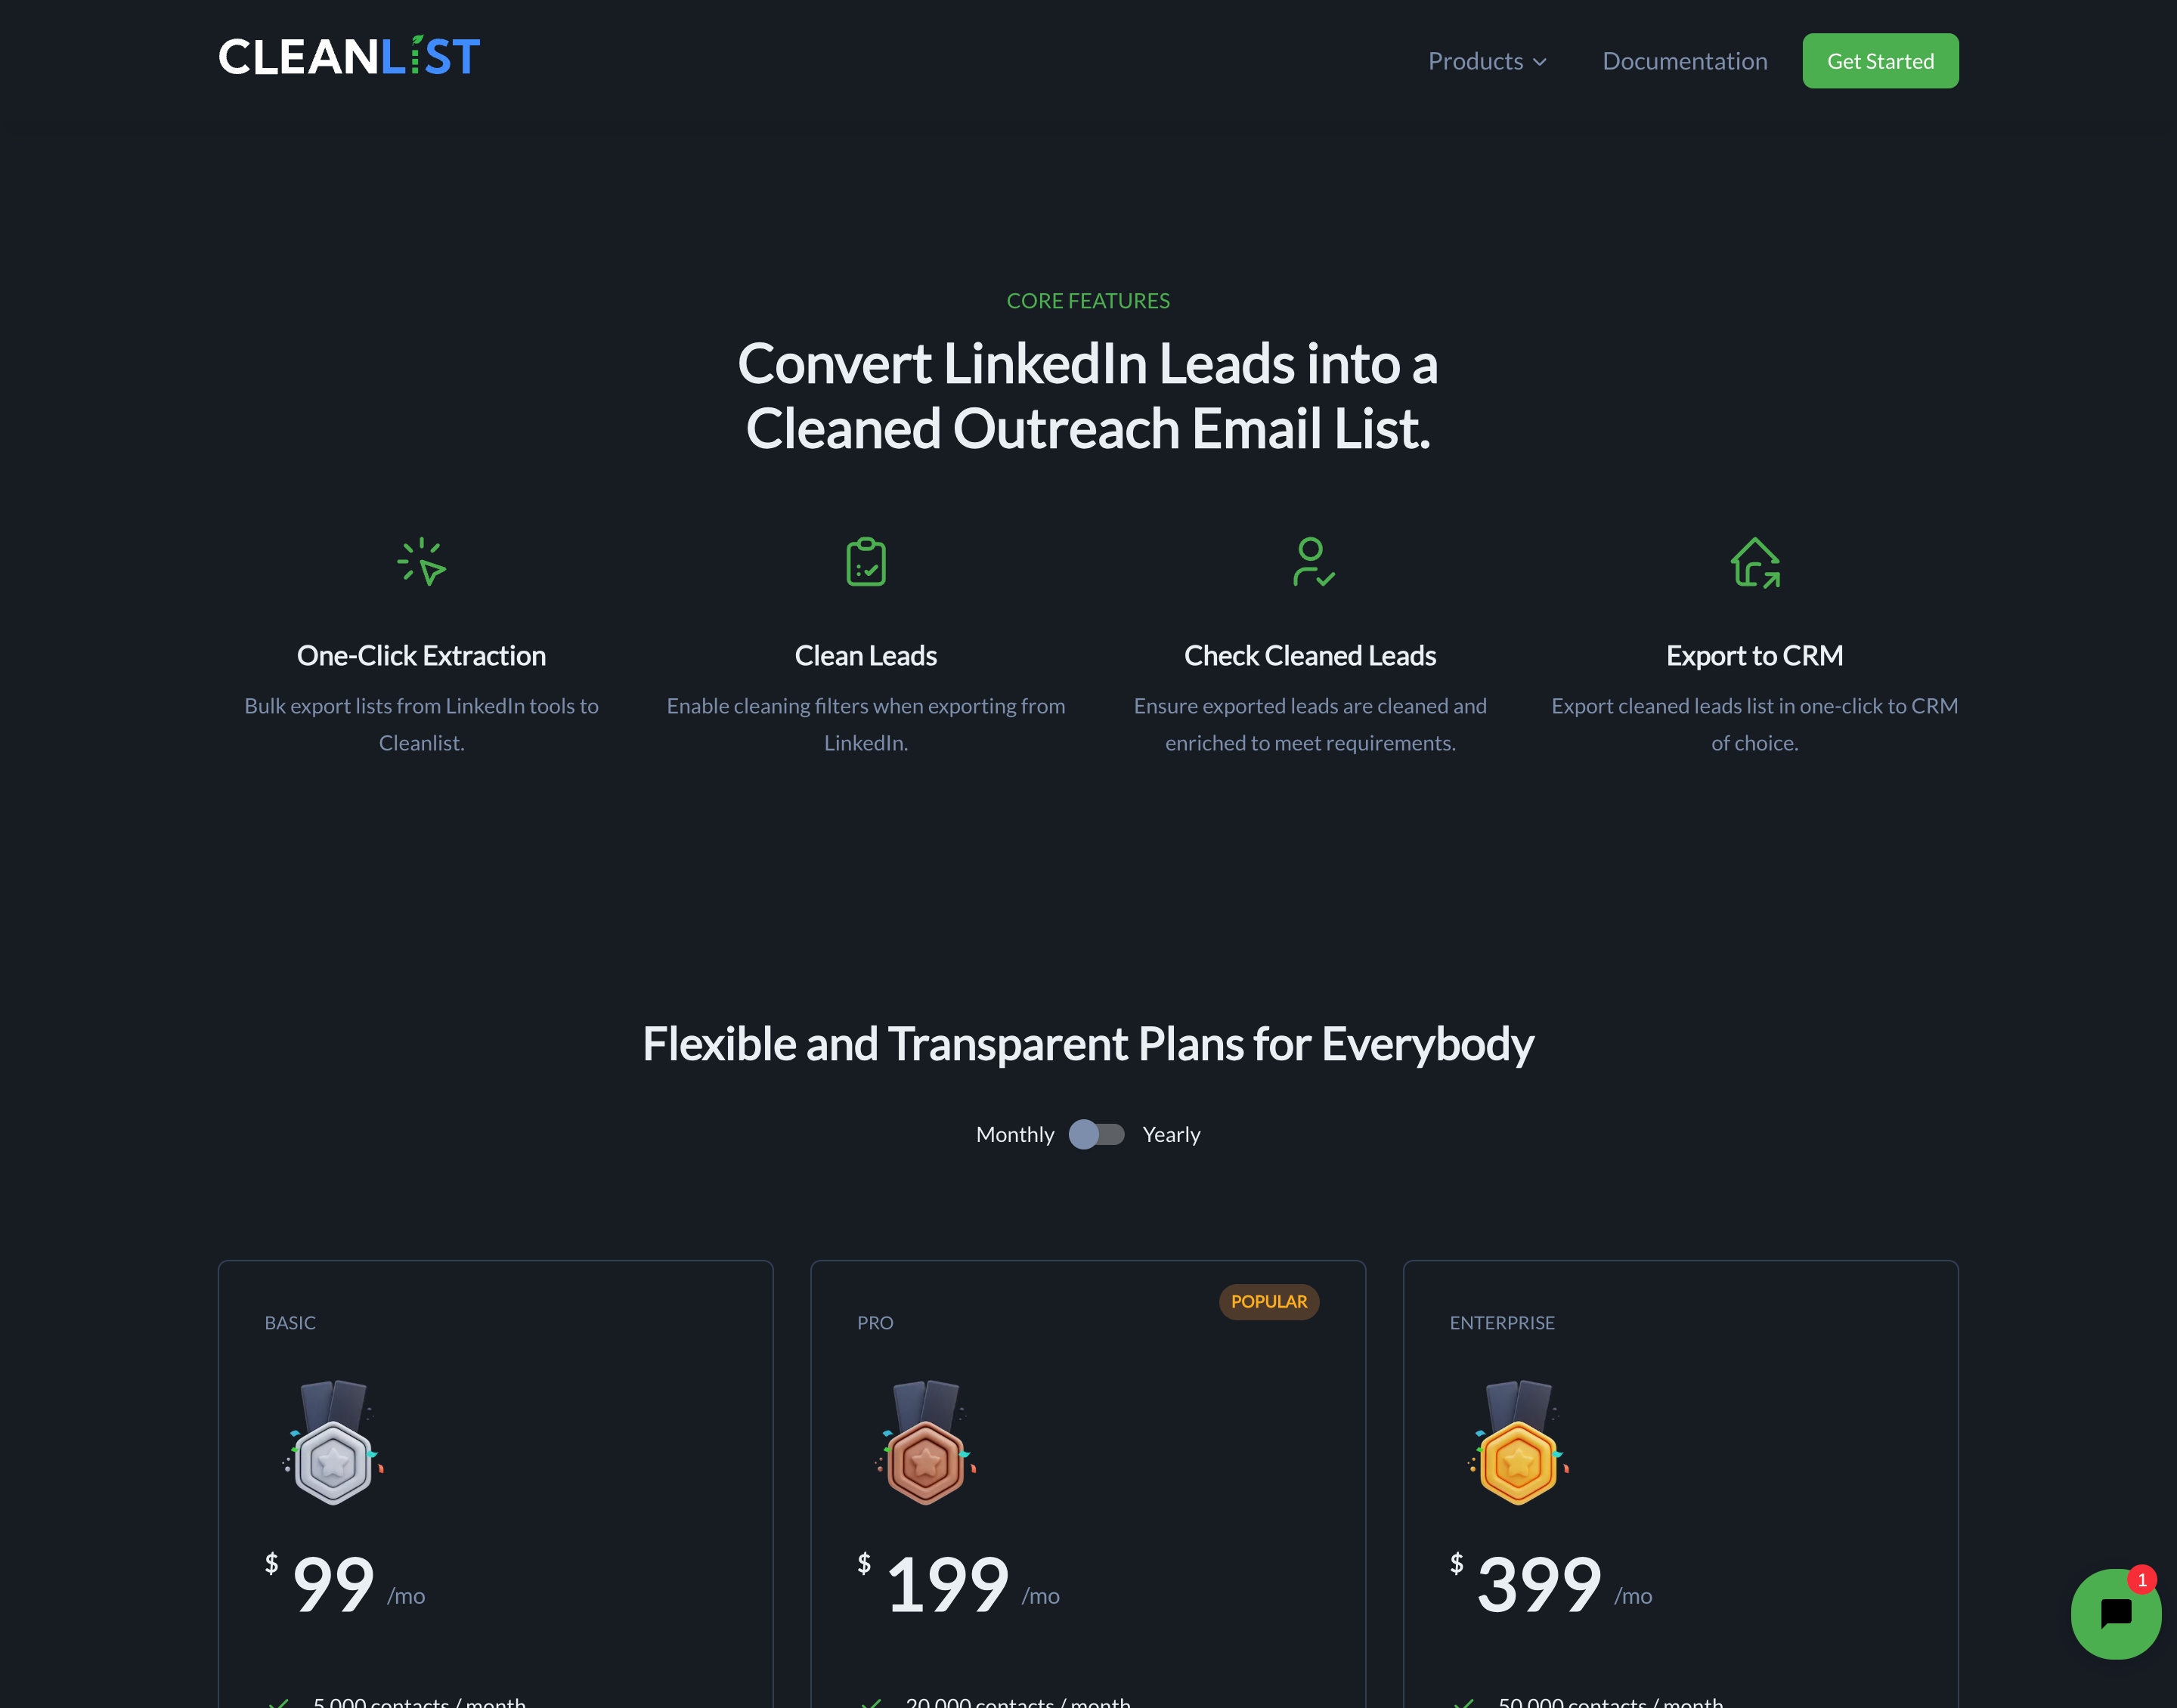 CLEANLIST
Products
Documentation
Get Started
CORE FEATURES
Convert LinkedIn Leads into a
Cleaned Outreach Email List.
One-Click Extraction
Bulk export lists from LinkedIn tools to
Cleanlist.
Clean Leads
Enable cleaning filters when exporting from
LinkedIn.
Check Cleaned Leads
Ensure exported leads are cleaned and
enriched to meet requirements.
Export to CRM
Export cleaned leads list in one-click to CRM
of choice.
Flexible and Transparent Plans for Everybody
Monthly
Yearly
BASIC
$ 99 /mo
5,000 contacts / month
POPULAR
PRO
$ 199 /mo
20,000 contacts / month
ENTERPRISE
$ 399 /mo
50,000 contacts / month
1